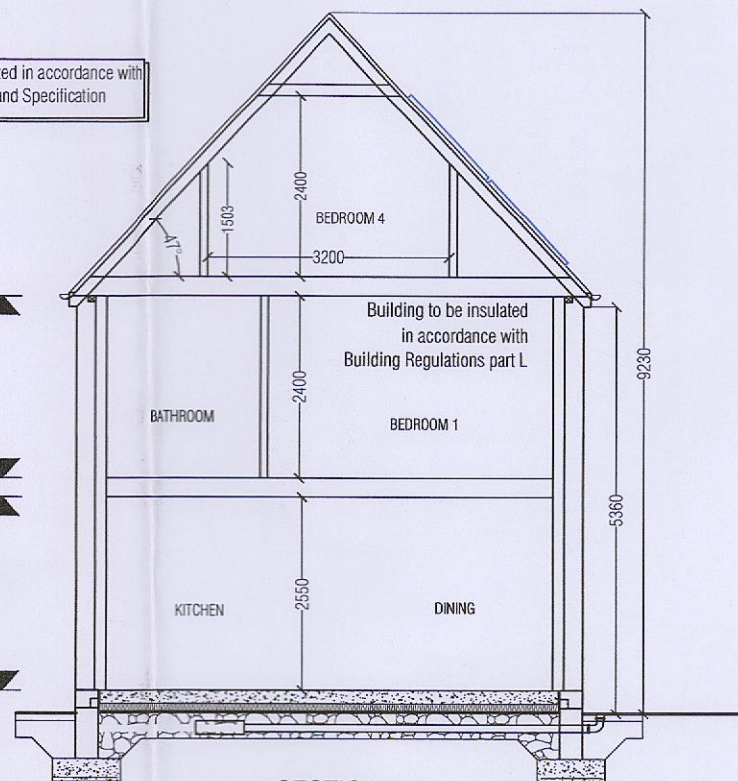 ted in accordance with
and Specification
2400
1503
BEDROOM 4
47°
3200
Building to be insulated
in accordance with
Building Regulations part L
2400
9230
BATHROOM
BEDROOM 1
5360
2550
KITCHEN
DINING